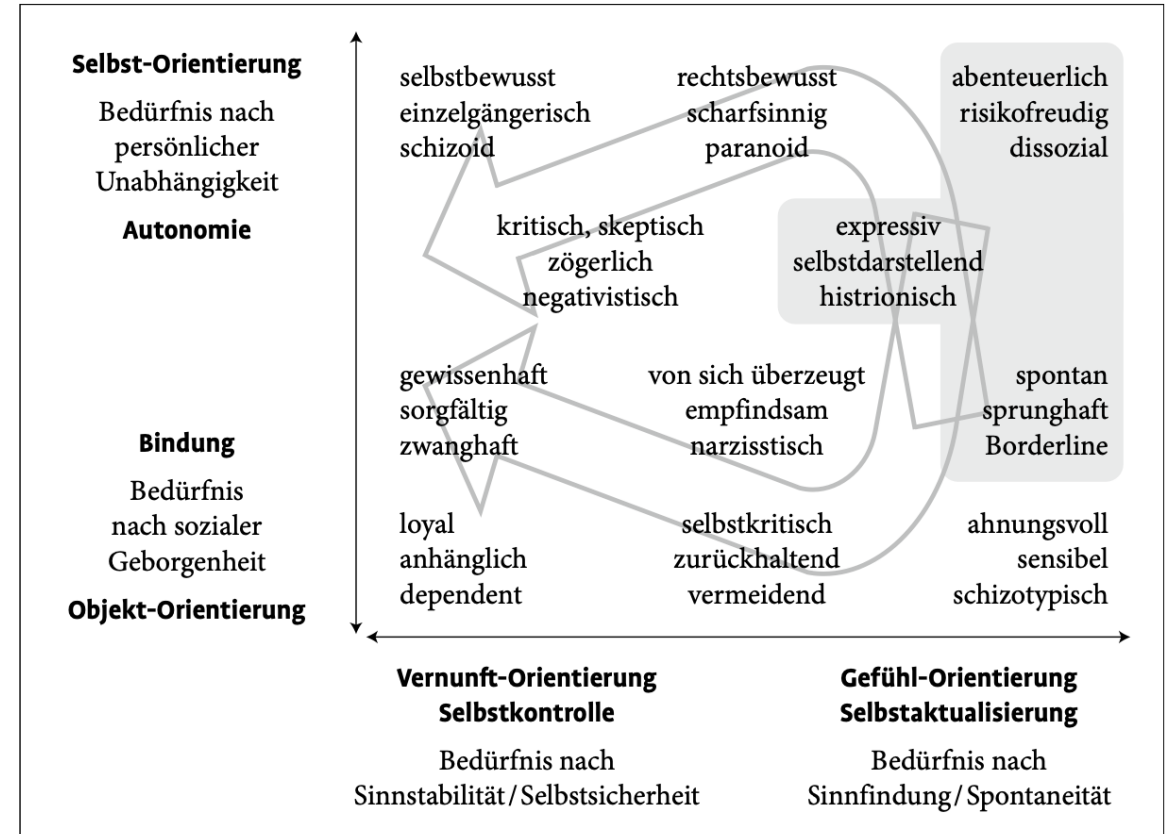 Selbst-Orientierung
Bedürfnis nach
persönlicher
Unabhängigkeit
Autonomie
Bindung
Bedürfnis
nach sozialer
Geborgenheit
Objekt-Orientierung
selbstbewusst
einzelgängerisch
schizoid
rechtsbewusst
scharfsinnig
paranoid
abenteuerlich
risikofreudig
dissozial
kritisch, skeptisch
zögerlich
negativistisch
expressiv
selbstdarstellend
histrionisch
gewissenhaft
sorgfältig
zwanghaft
von sich überzeugt
empfindsam
narzisstisch
spontan
sprunghaft
Borderline
loyal
anhänglich
dependent
selbstkritisch
zurückhaltend
vermeidend
ahnungsvoll
sensibel
schizotypisch
Vernunft-Orientierung
Selbstkontrolle
Bedürfnis nach
Sinnstabilität/Selbstsicherheit
Gefühl-Orientierung
Selbstaktualisierung
Bedürfnis nach
Sinnfindung/Spontaneität